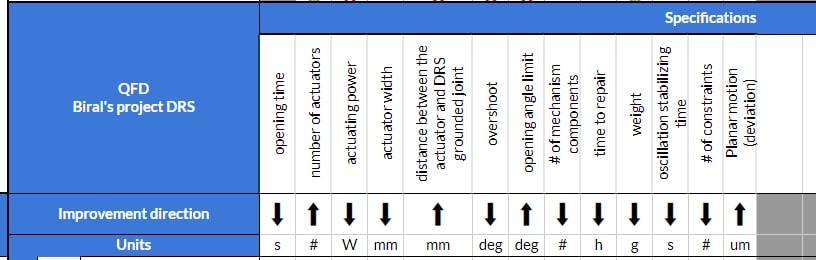 Specifications
QFD
Biral's project DRS
opening time
number of actuators
actuating power
actuator width
distance between the
actuator and DRS
grounded joint
overshoot
opening angle limit
# of mechanism
components
time to repair
weight
oscillation stabilizing
time
# of constraints
Planar motion
(deviation)
Improvement direction ⬇ ⬆ ⬇ ⬇ ⬆ ⬇ ⬆ ⬇ ⬇ ⬇ ⬇ ⬇ ⬆
Units s # W mm mm deg deg # h g s # um